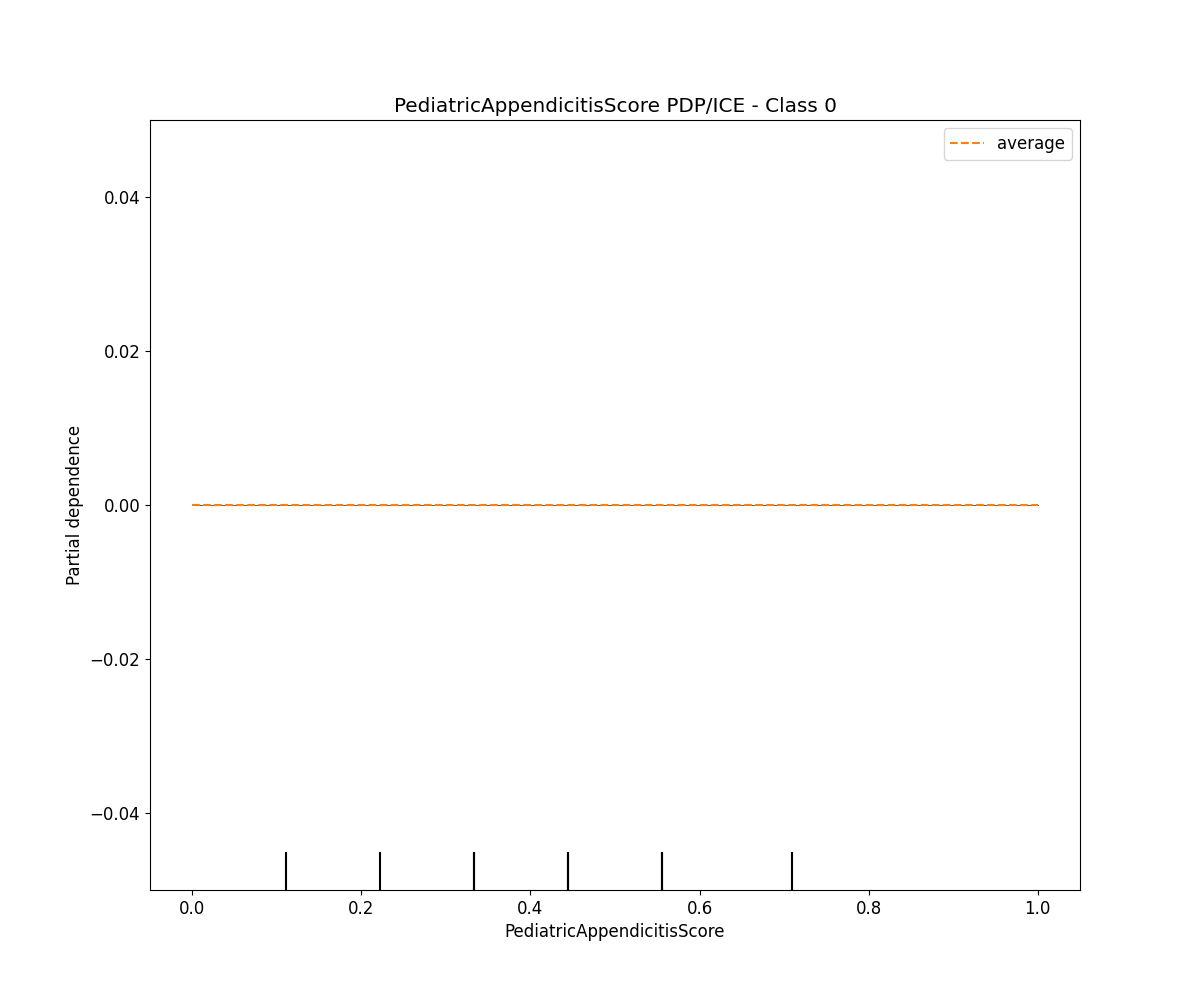 PediatricAppendicitisScore PDP/ICE - Class 0
average
0.04
0.02
0.00
−0.02
−0.04
Partial dependence
0.0 0.2 0.4 0.6 0.8 1.0
PediatricAppendicitisScore